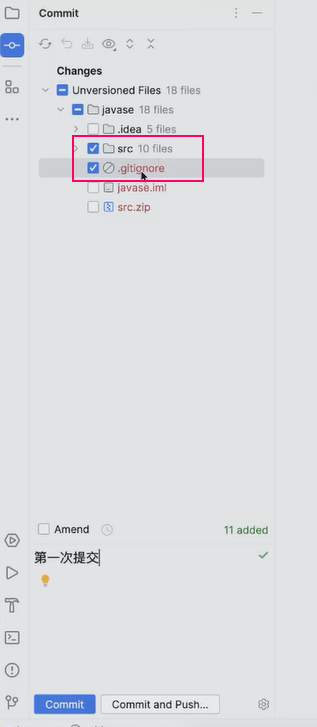 Commit
Changes
Unversioned Files 18 files
javase 18 files
.idea 5 files
src 10 files
.gitignore
javase.iml
src.zip
Amend
11 added
第一次提交
Commit
Commit and Push...